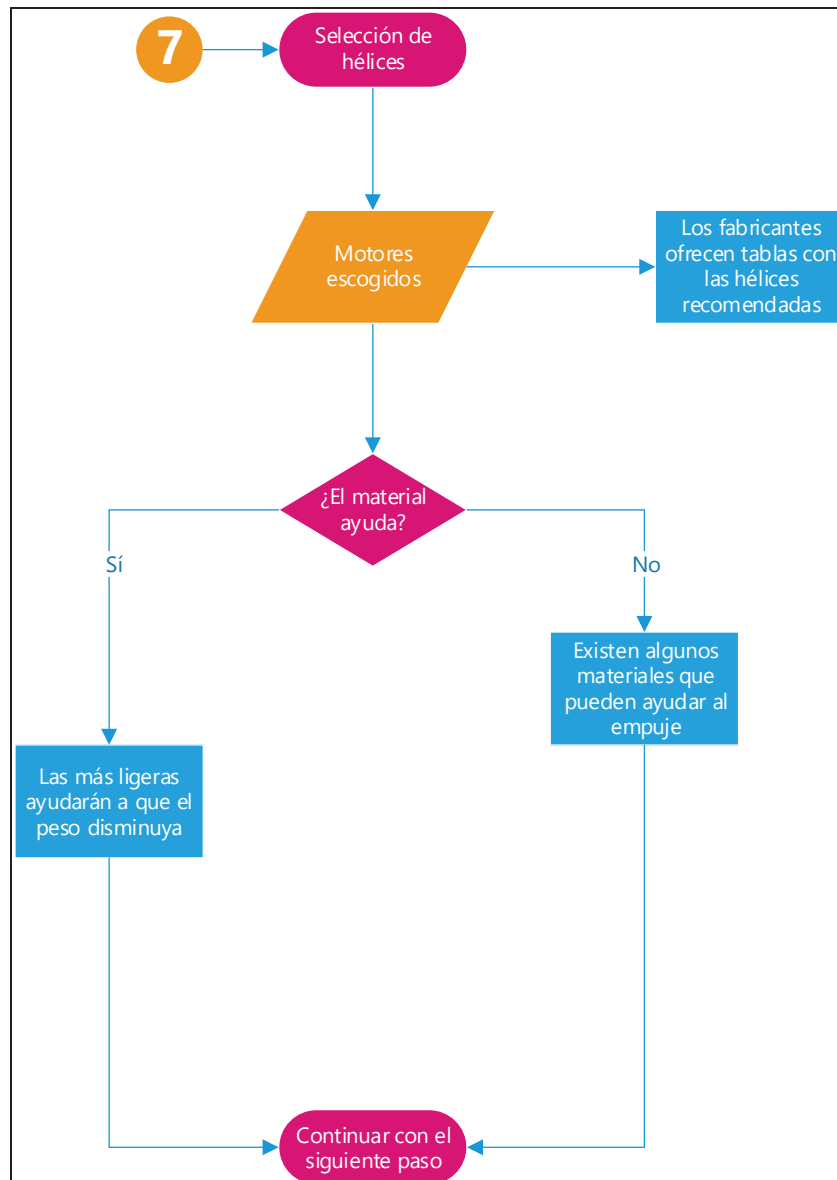 7
Selección de
hélices
Motores
escogidos
Los fabricantes
ofrecen tablas con
las hélices
recomendadas
¿El material
ayuda?
Sí
No
Existen algunos
materiales que
pueden ayudar al
empuje
Las más ligeras
ayudarán a que el
peso disminuya
Continuar con el
siguiente paso